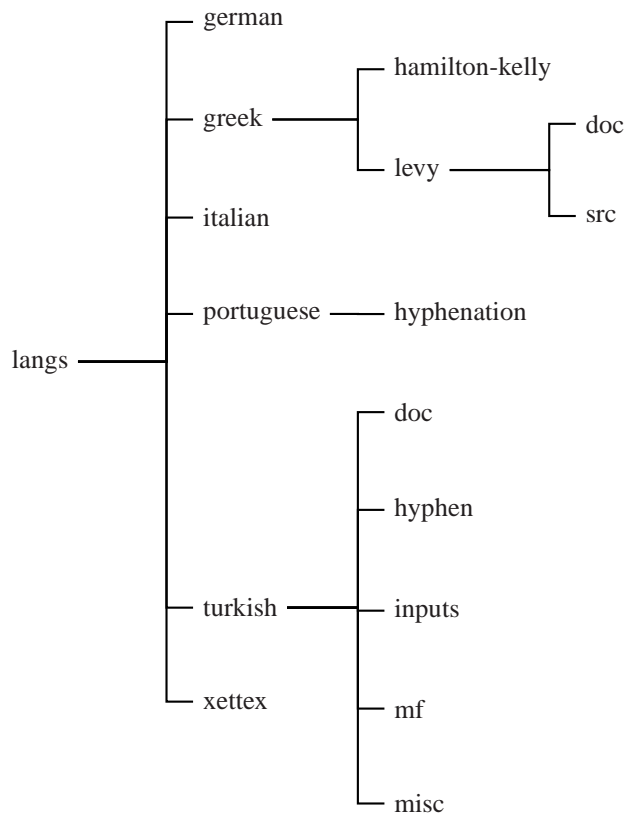 german
hamilton-kelly
greek
doc
levy
src
italian
portuguese
hyphenation
langs
doc
hyphen
turkish
inputs
xettex
mf
misc